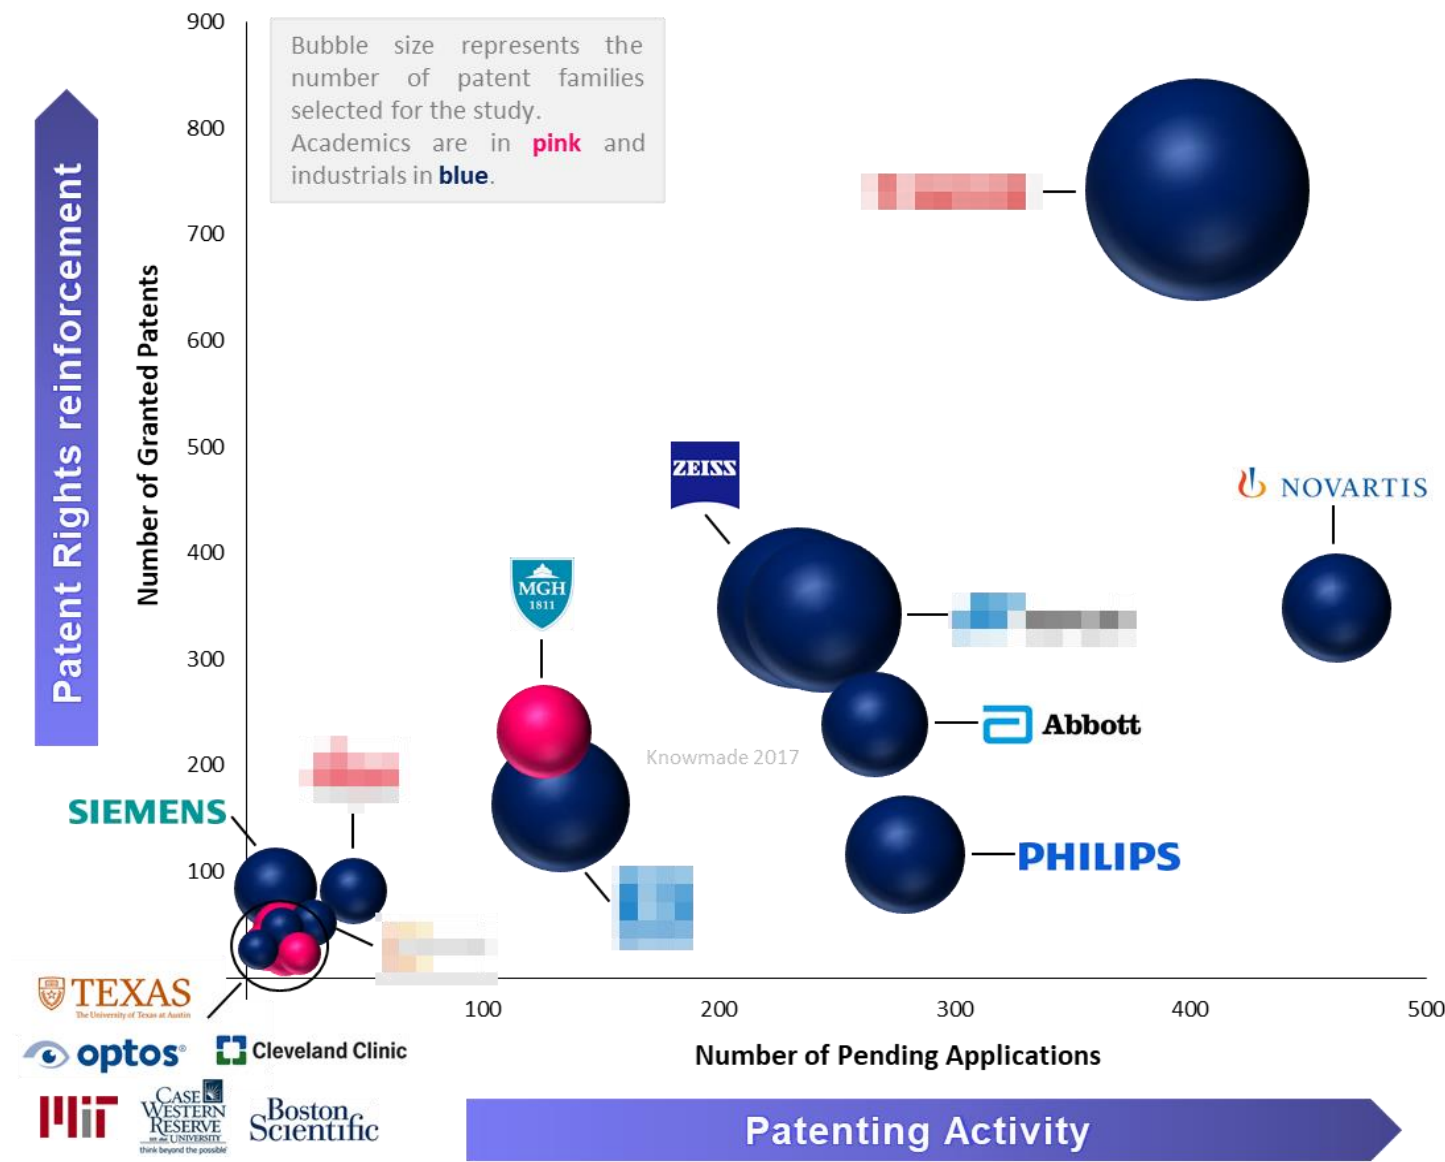 900
Bubble size represents the
number of patent families
selected for the study.
Academics are in pink and
industrials in blue.
800
700
600
500
400
300
200
100
Patent Rights reinforcement
Number of Granted Patents
ZEISS
NOVARTIS
MGH
1811
Abbott
Knowmade 2017
SIEMENS
PHILIPS
100 200 300 400 500
Number of Pending Applications
TEXAS
The University of Texas at Austin
optos®
Cleveland Clinic
MIT
CASE
WESTERN
RESERVE
UNIVERSITY
think beyond the possible
Boston
Scientific
Patenting Activity